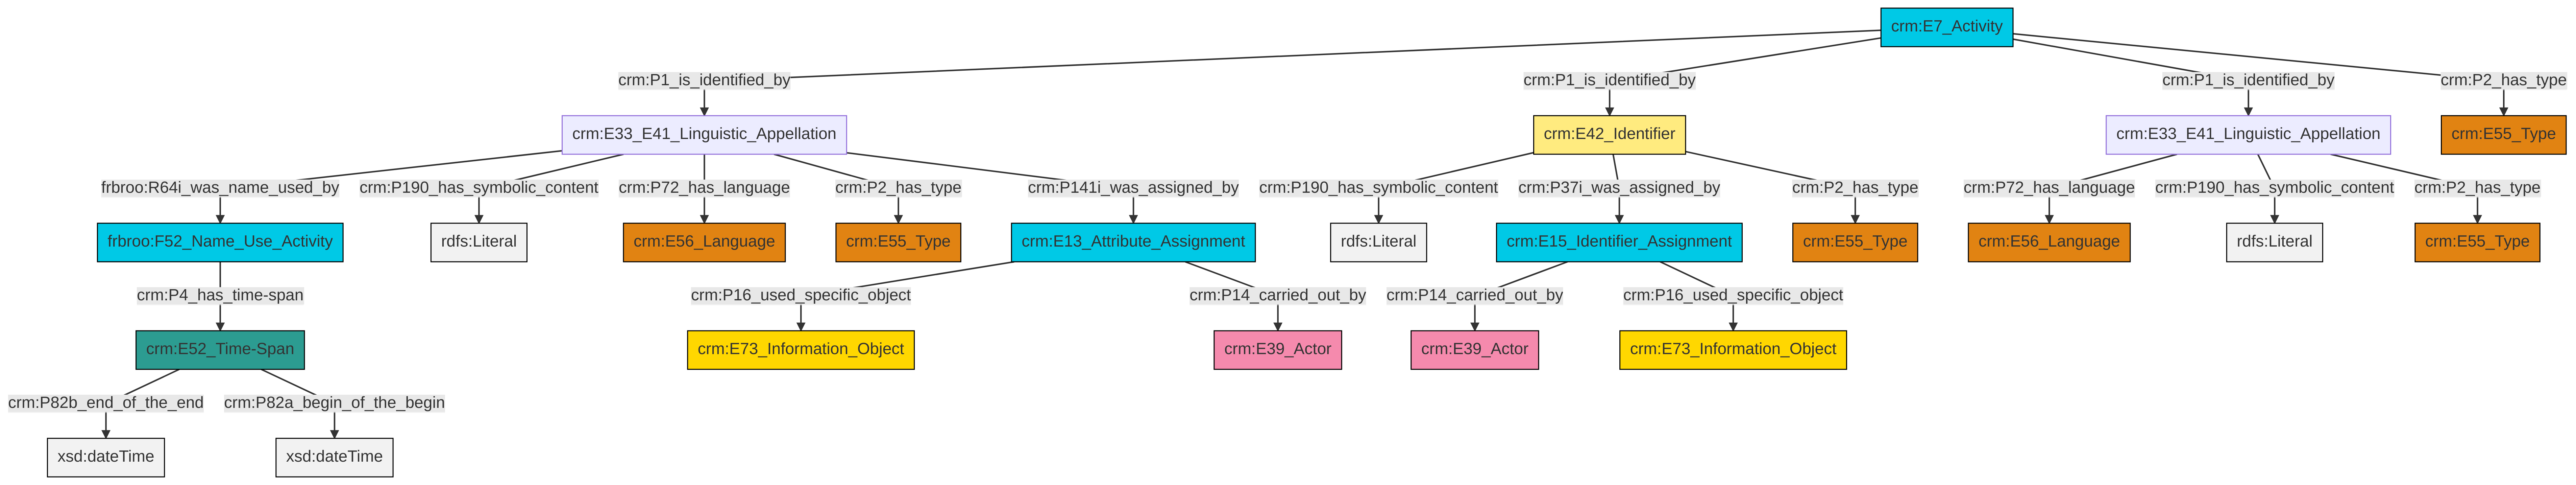 crm:E7_Activity
crm:P1_is_identified_by
crm:P1_is_identified_by
crm:P1_is_identified_by
crm:P2_has_type
crm:E33_E41_Linguistic_Appellation
crm:E42_Identifier
crm:E33_E41_Linguistic_Appellation
crm:E55_Type
frbroo:R64i_was_name_used_by
crm:P190_has_symbolic_content
crm:P72_has_language
crm:P2_has_type
crm:P141i_was_assigned_by
crm:P190_has_symbolic_content
crm:P37i_was_assigned_by
crm:P2_has_type
crm:P72_has_language
crm:P190_has_symbolic_content
crm:P2_has_type
frbroo:F52_Name_Use_Activity
rdfs:Literal
crm:E56_Language
crm:E55_Type
crm:E13_Attribute_Assignment
rdfs:Literal
crm:E15_Identifier_Assignment
crm:E55_Type
crm:E56_Language
rdfs:Literal
crm:E55_Type
crm:P4_has_time-span
crm:P16_used_specific_object
crm:P14_carried_out_by
crm:P14_carried_out_by
crm:P16_used_specific_object
crm:E52_Time-Span
crm:E73_Information_Object
crm:E39_Actor
crm:E39_Actor
crm:E73_Information_Object
crm:P82b_end_of_the_end
crm:P82a_begin_of_the_begin
xsd:dateTime
xsd:dateTime